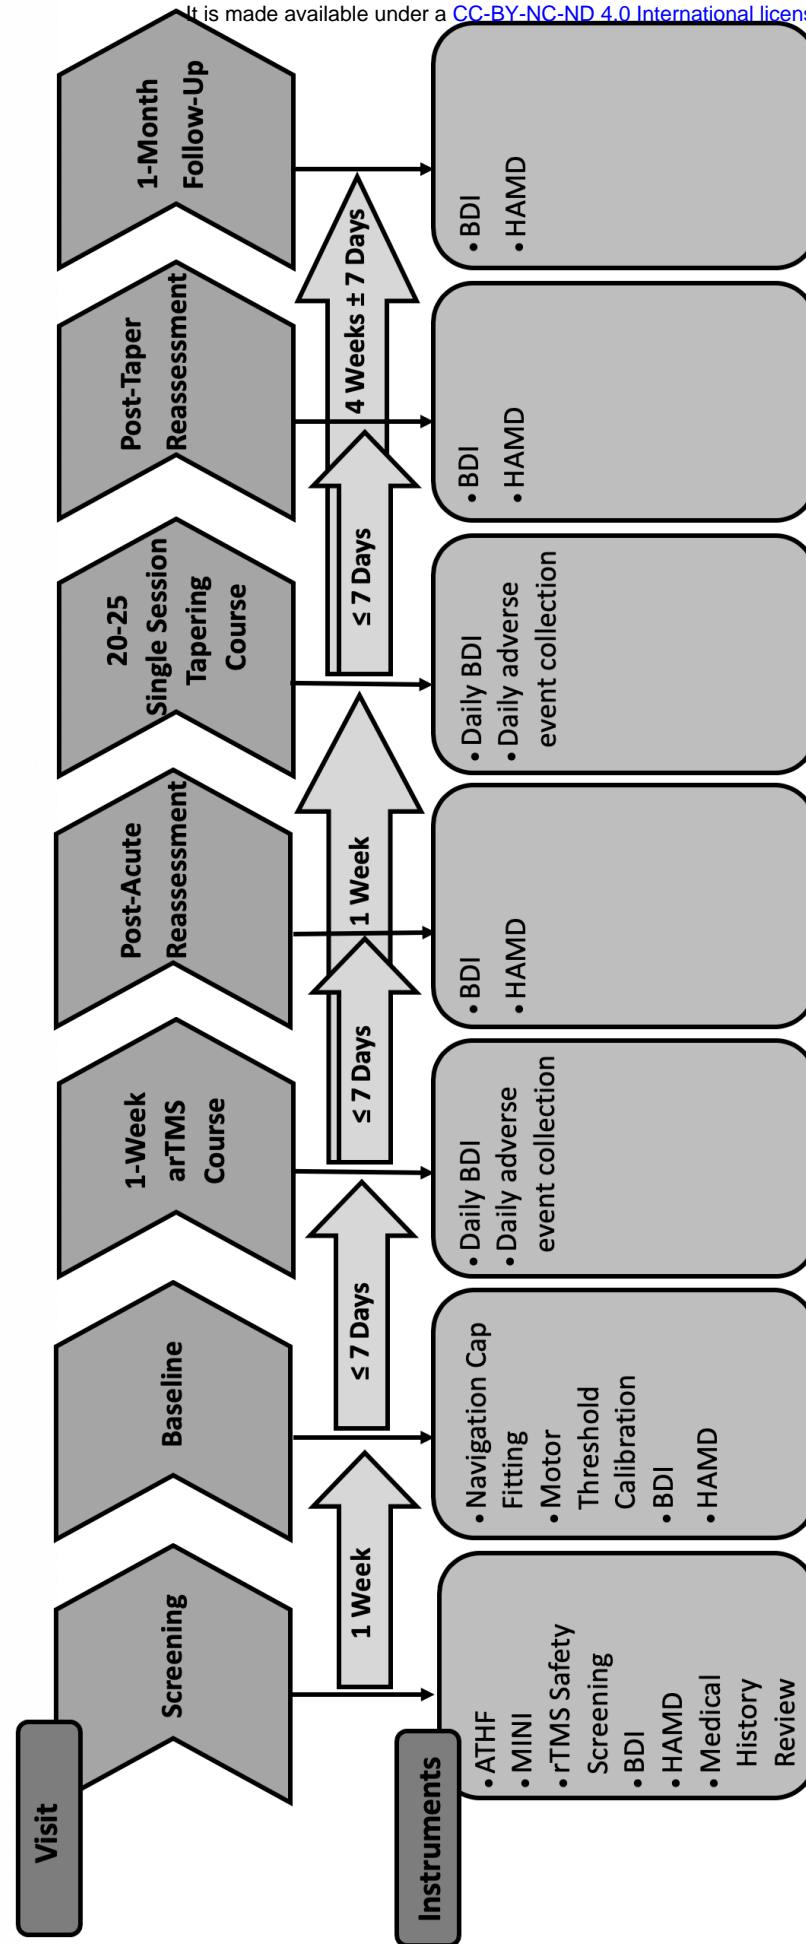 It is made available under a CC-BY-NC-ND 4.0 International licens
Visit
Screening
Baseline
1-Week
arTMS
Course
Post-Acute
Reassessment
20-25
Single Session
Tapering
Course
Post-Taper
Reassessment
1-Month
Follow-Up
1 Week
≤ 7 Days
≤ 7 Days
1 Week
≤ 7 Days
4 Weeks ± 7 Days
Instruments
• ATHF
• MINI
• rTMS Safety
Screening
• BDI
• HAMD
• Medical
History
Review
• Navigation Cap
Fitting
• Motor
Threshold
Calibration
• BDI
• HAMD
• Daily BDI
• Daily adverse
event collection
• BDI
• HAMD
• Daily BDI
• Daily adverse
event collection
• BDI
• HAMD
• BDI
• HAMD